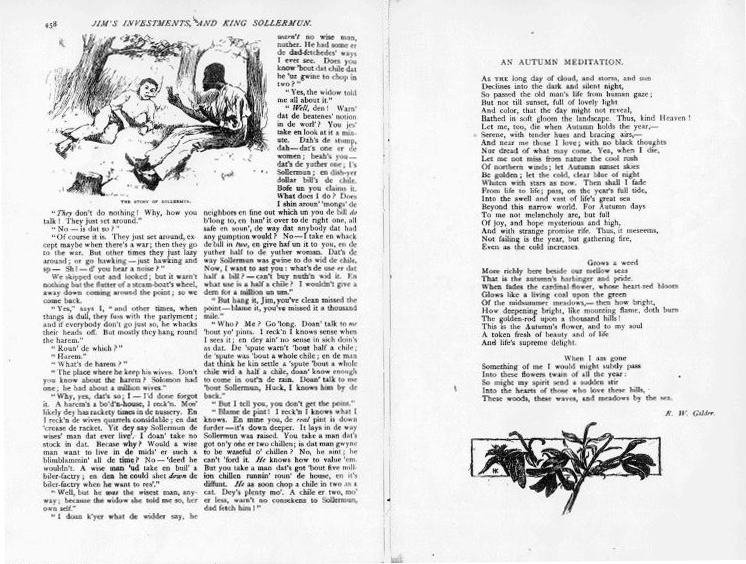 458 JIM'S INVESTMENTS, AND KING SOLLERMUN.
THE STORY OF SOLLERMUN.
"They don't do nothing! Why, how you
talk! They just set around."
"No — is dat so?"
"Of course it is. They just set around, ex-
cept maybe when there's a war; then they go
to the war. But other times they just lazy
around; or go hawking — just hawking and
sp— Sh! — d' you hear a noise?"
We skipped out and looked; but it warn't
nothing but the flutter of a steam-boat's wheel,
away down coming around the point; so we
come back.
"Yes," says I, "and other times, when
things is dull, they fuss with the parlyment;
and if everybody don't go just so, he whacks
their heads off. But mostly they hang round
the harem."
"Roun' de which?"
"Harem."
"What's de harem?"
"The place where he keep his wives. Don't
you know about the harem? Solomon had
one; he had about a million wives."
"Why, yes, dat's so; I — I'd done forgot
it. A harem's a bo'd'n-house, I reck'n. Mos'
likely dey has rackety times in de nussery. En
I reck'n de wives quarrels considable; en dat
'crease de racket. Yit dey say Sollermun de
wises' man dat ever live'. I doan' take no
stock in dat. Becase why? Would a wise
man want to live in de mids' er such a
blimblammin' all de time? No — 'deed he
wouldn't. A wise man 'ud take en buil' a
biler-factry; en den he could shet down de
biler-factry when he want to res'."
"Well, but he was the wisest man, any-
way; because the widow she told me so, her
own self."
"I doan k'yer what de widder say, he
warn't no wise man,
nuther. He had some er
de dad-fetchedes' ways
I ever see. Does you
know 'bout dat chile dat
he 'uz gwine to chop in
two?"
"Yes, the widow told
me all about it."
"Well, den! Warn'
dat de beatenes' notion
in de worl'? You jes'
take en look at it a min-
ute. Dah's de stump,
dah — dat's one er de
women; heah's you —
dat's de yuther one; I's
Sollermun; en dish-yer
dollar bill's de chile.
Bofe un you claims it.
What does I do? Does
I shin aroun' 'mongs' de
neighbors en fine out which un you de bill do
b'long to, en han' it over to de right one, all
safe en soun', de way dat anybody dat had
any gumption would? No — I take en whack
de bill in two, en give haf un it to you, en de
yuther half to de yuther woman. Dat's de
way Sollermun was gwine to do wid de chile.
Now, I want to ast you: what's de use er dat
half a bill? — can't buy nuth'n wid it. En
what use is a half a chile? I wouldn't give a
dern for a million un um."
"But hang it, Jim, you've clean missed the
point — blame it, you've missed it a thousand
mile."
"Who? Me? Go 'long. Doan' talk to me
'bout yo' pints. I reck'n I knows sense when
I sees it; en dey ain' no sense in sich doin's
as dat. De 'spute warn't 'bout half a chile;
de 'spute was 'bout a whole chile; en de man
dat think he kin settle a 'spute 'bout a whole
chile wid a half a chile, doan' know enough
to come in out'n de rain. Doan' talk to me
'bout Sollermun, Huck, I knows him by de
back."
"But I tell you, you don't get the point."
"Blame de pint! I reck'n I knows what I
knows. En mine you, de real pint is down
furder — it's down deeper. It lays in de way
Sollermun was raised. You take a man dat's
got on'y one er two chillen; is dat man gwyne
to be waseful o' chillen? No, he aint; he
can't 'ford it. He knows how to value 'em.
But you take a man dat's got 'bout five mill-
ion chillen runnin' roun' de house, en it's
diffunt. He as soon chop a chile in two as a
cat. Dey's plenty mo'. A chile er two, mo'
er less, warn't no consekens to Sollermun,
dad fetch him!"
AN AUTUMN MEDITATION.
AS THE long day of cloud, and storm, and sun
Declines into the dark and silent night,
So passed the old man's life from human gaze;
But not till sunset, full of lovely light
And color, that the day might not reveal,
Bathed in soft gloom the landscape. Thus, kind Heaven!
Let me, too, die when Autumn holds the year,—
Serene, with tender hues and bracing airs,—
And near me those I love; with no black thoughts
Nor dread of what may come. Yea, when I die,
Let me not miss from nature the cool rush
Of northern winds; let Autumn sunset skies
Be golden; let the cold, clear blue of night
Whiten with stars as now. Then shall I fade
From life to life; pass, on the year's full tide,
Into the swell and vast of life's great sea
Beyond this narrow world. For Autumn days
To me not melancholy are, but full
Of joy, and hope mysterious and high,
And with strange promise rife. Thus, it meseems,
Not failing is the year, but gathering fire,
Even as the cold increases.
Grows a weed
More richly here beside our mellow seas
That is the autumn's harbinger and pride.
When fades the cardinal-flower, whose heart-red bloom
Glows like a living coal upon the green
Of the midsummer meadows,— then how bright,
How deepening bright, like mounting flame, doth burn
The golden-rod upon a thousand hills!
This is the Autumn's flower, and to my soul
A token fresh of beauty and of life
And life's supreme delight.
When I am gone
Something of me I would might subtly pass
Into these flowers twain of all the year:
So might my spirit send a sudden stir
Into the hearts of those who love these hills,
These woods, these waves, and meadows by the sea.
R. W. Gilder.